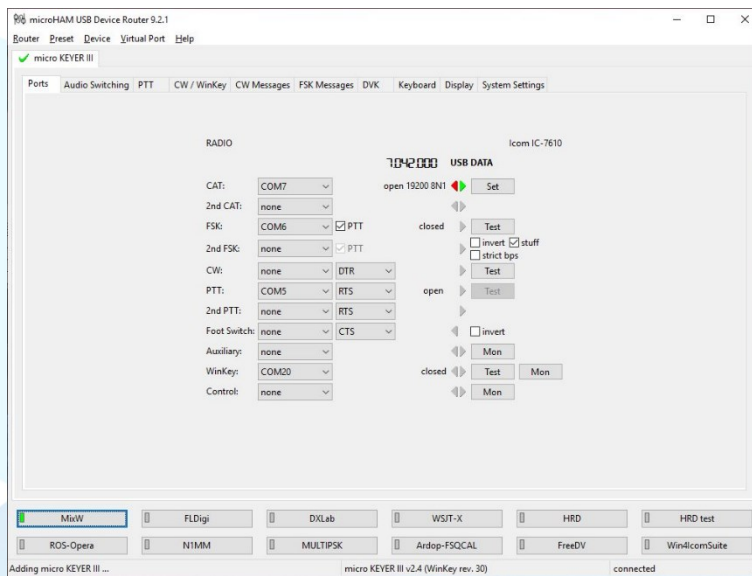 microHAM USB Device Router 9.2.1
Router Preset Device Virtual Port Help
micro KEYER III
Ports Audio Switching PTT CW / WinKey CW Messages FSK Messages DVK Keyboard Display System Settings
RADIO Icom IC-7610
7.042.000 USB DATA
CAT: COM7 open 19200 8N1 Set
2nd CAT: none
FSK: COM6 PTT closed Test
2nd FSK: none PTT invert stuff
strict bps
CW: none DTR Test
PTT: COM5 RTS open Test
2nd PTT: none RTS
Foot Switch: none CTS invert
Auxiliary: none Mon
WinKey: COM20 closed Test Mon
Control: none Mon
MixW FLDigi DXLab WSJT-X HRD HRD test
ROS-Opera N1MM MULTIPSK Ardop-FSQCAL FreeDV Win4IcomSuite
Adding micro KEYER III ... micro KEYER III v2.4 (WinKey rev. 30) connected